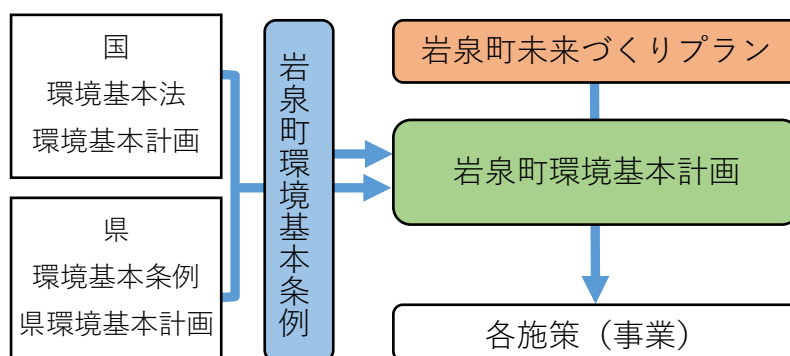 国
環境基本法
環境基本計画
県
環境基本条例
県環境基本計画
岩泉町環境基本条例
岩泉町未来づくりプラン
岩泉町環境基本計画
各施策（事業）